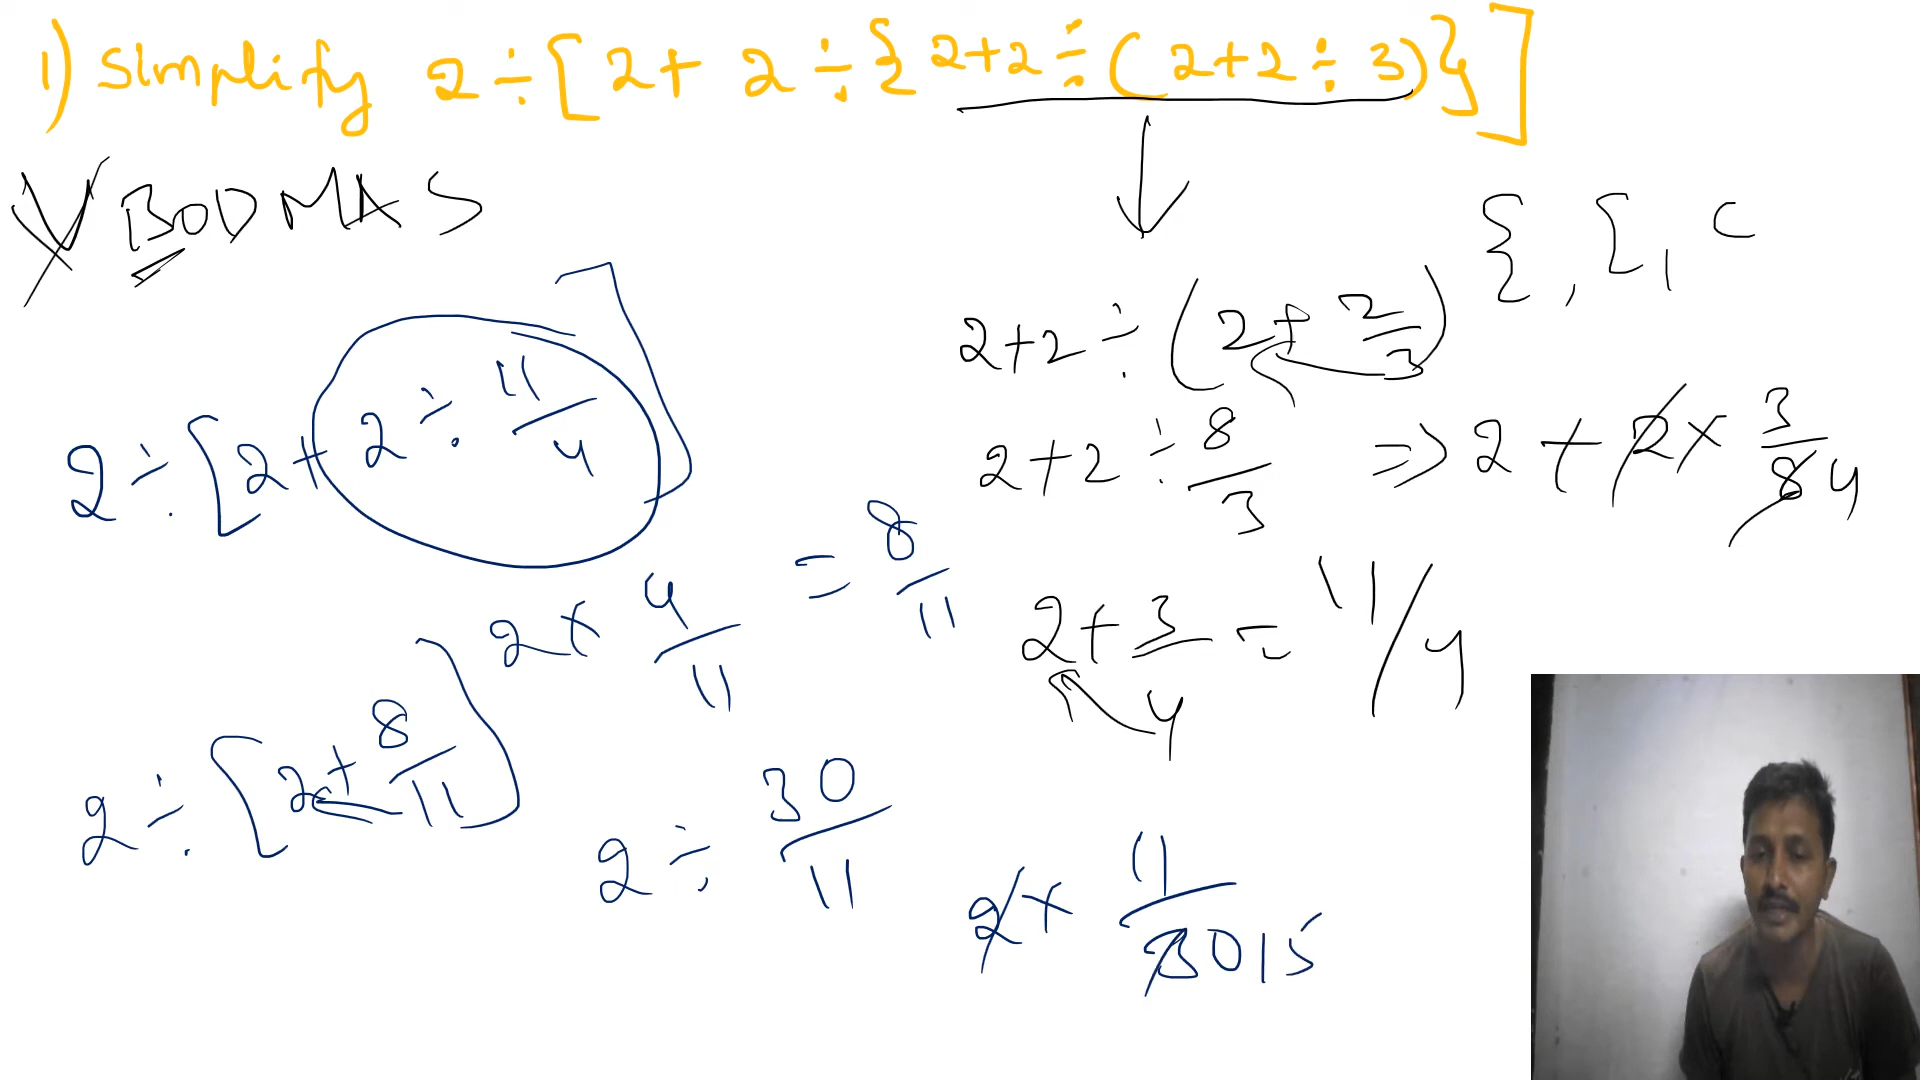 1) Simplify 2 ÷ [ 2 + 2 ÷ { 2+2 ÷ ( 2+2 ÷ 3 ) } ]
V BODMAS
{ , [ , (
2+2 ÷ ( 2 + 2/3 )
2+2 ÷ 8/3 => 2 + 2 × 3/8 4
2 + 3/4 = 11/4
2 ÷ [ 2 + 2 ÷ 11/4 ]
2 × 4/11 = 8/11
2 ÷ [ 2 + 8/11 ]
2 ÷ 30/11
2 × 11/30 15